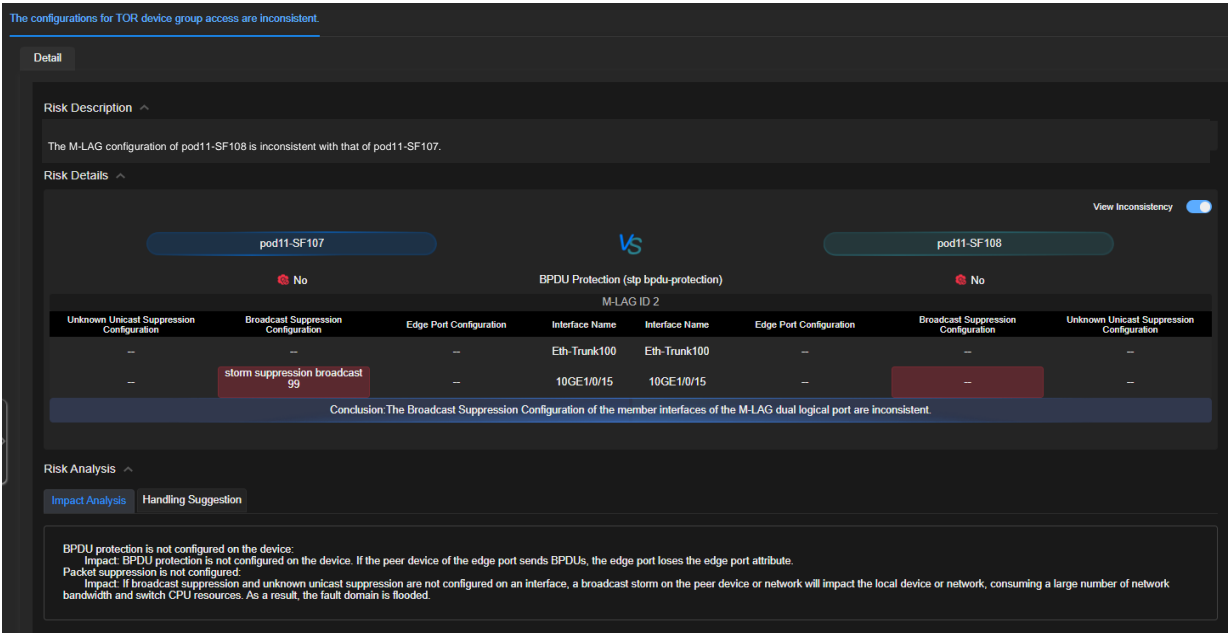 The configurations for TOR device group access are inconsistent.
Detail
Risk Description
The M-LAG configuration of pod11-SF108 is inconsistent with that of pod11-SF107.
Risk Details
View Inconsistency
pod11-SF107 VS pod11-SF108
No BPDU Protection (stp bpdu-protection) No
M-LAG ID 2
Unknown Unicast Suppression Configuration Broadcast Suppression Configuration Edge Port Configuration Interface Name Interface Name Edge Port Configuration Broadcast Suppression Configuration Unknown Unicast Suppression Configuration
-- -- -- Eth-Trunk100 Eth-Trunk100 -- -- --
-- storm suppression broadcast 99 -- 10GE1/0/15 10GE1/0/15 -- -- --
Conclusion:The Broadcast Suppression Configuration of the member interfaces of the M-LAG dual logical port are inconsistent.
Risk Analysis
Impact Analysis Handling Suggestion
BPDU protection is not configured on the device:
Impact: BPDU protection is not configured on the device. If the peer device of the edge port sends BPDUs, the edge port loses the edge port attribute.
Packet suppression is not configured:
Impact: If broadcast suppression and unknown unicast suppression are not configured on an interface, a broadcast storm on the peer device or network will impact the local device or network, consuming a large number of network
bandwidth and switch CPU resources. As a result, the fault domain is flooded.